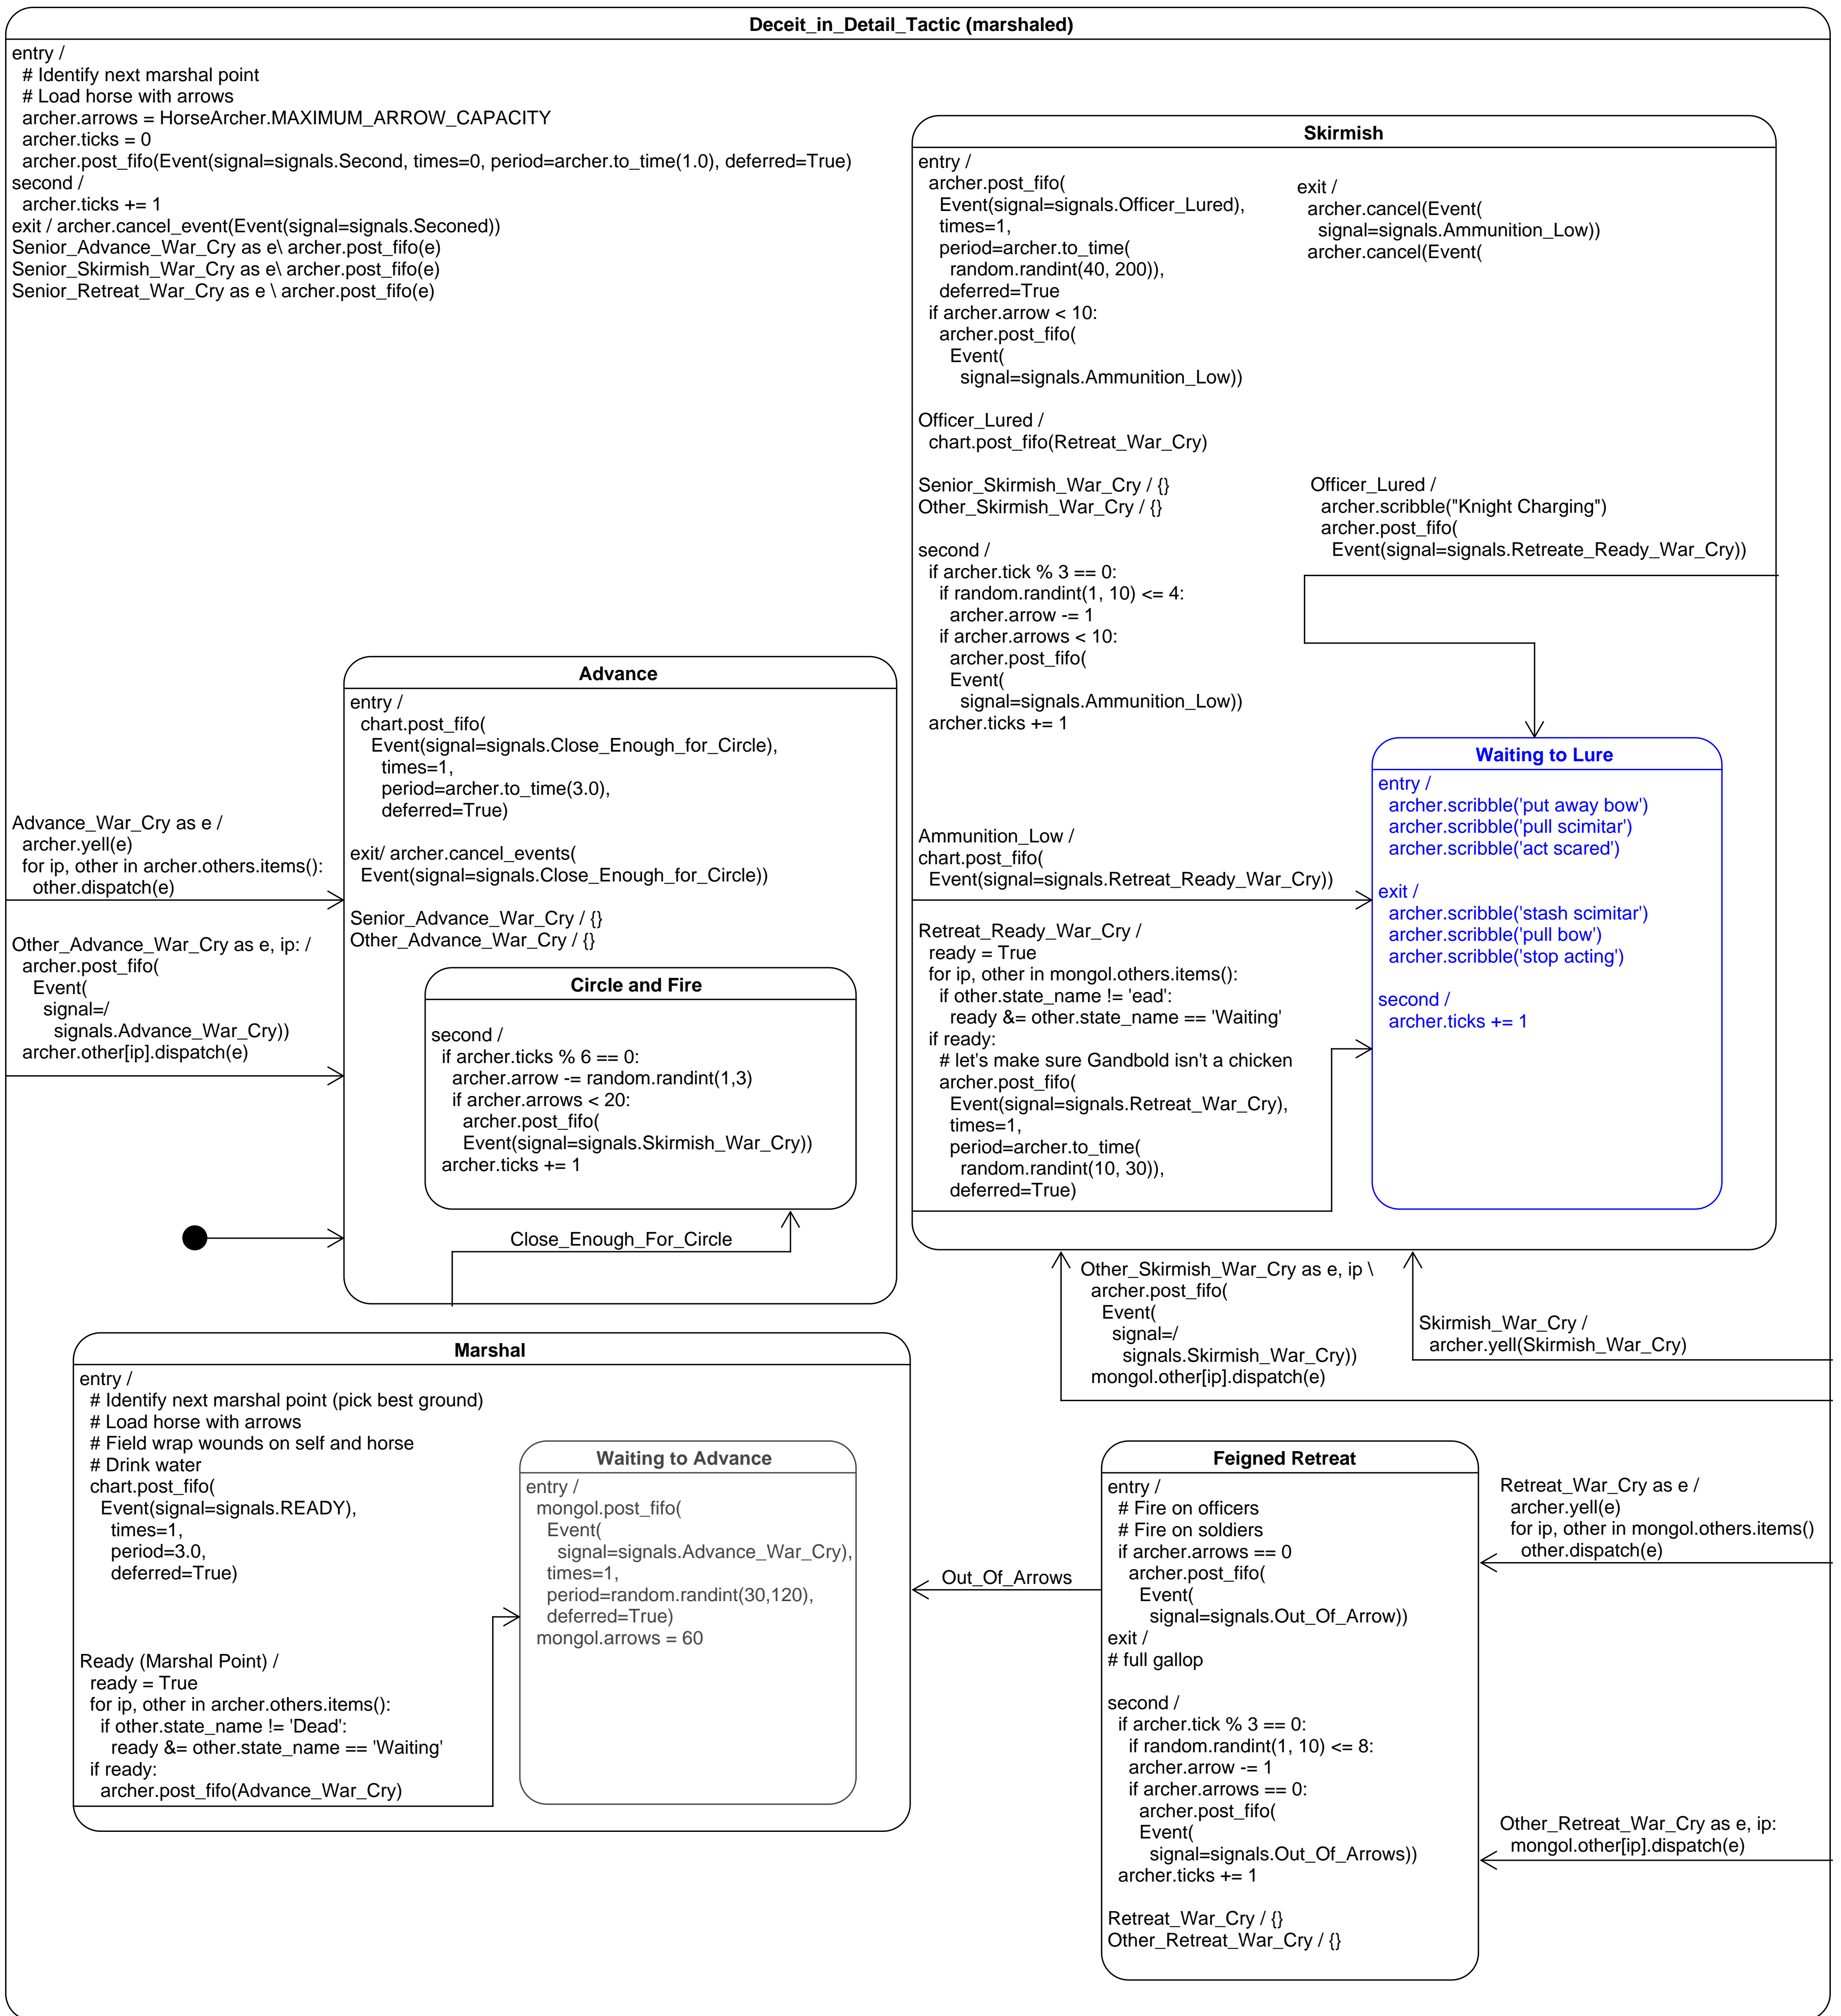 Deceit_in_Detail_Tactic (marshaled)
entry /
# Identify next marshal point
# Load horse with arrows
archer.arrows = HorseArcher.MAXIMUM_ARROW_CAPACITY
archer.ticks = 0
archer.post_fifo(Event(signal=signals.Second, times=0, period=archer.to_time(1.0), deferred=True)
second /
archer.ticks += 1
exit / archer.cancel_event(Event(signal=signals.Seconed))
Senior_Advance_War_Cry as e\ archer.post_fifo(e)
Senior_Skirmish_War_Cry as e\ archer.post_fifo(e)
Senior_Retreat_War_Cry as e \ archer.post_fifo(e)
Skirmish
entry /
archer.post_fifo(
Event(signal=signals.Officer_Lured),
times=1,
period=archer.to_time(
random.randint(40, 200)),
deferred=True
if archer.arrow < 10:
archer.post_fifo(
Event(
signal=signals.Ammunition_Low))
exit /
archer.cancel(Event(
signal=signals.Ammunition_Low))
archer.cancel(Event(
Officer_Lured /
chart.post_fifo(Retreat_War_Cry)
Senior_Skirmish_War_Cry / {}
Other_Skirmish_War_Cry / {}
second /
if archer.tick % 3 == 0:
if random.randint(1, 10) <= 4:
archer.arrow -= 1
if archer.arrows < 10:
archer.post_fifo(
Event(
signal=signals.Ammunition_Low))
archer.ticks += 1
Officer_Lured /
archer.scribble("Knight Charging")
archer.post_fifo(
Event(signal=signals.Retreate_Ready_War_Cry))
Ammunition_Low /
chart.post_fifo(
Event(signal=signals.Retreat_Ready_War_Cry))
Retreat_Ready_War_Cry /
ready = True
for ip, other in mongol.others.items():
if other.state_name != 'ead':
ready &= other.state_name == 'Waiting'
if ready:
# let's make sure Gandbold isn't a chicken
archer.post_fifo(
Event(signal=signals.Retreat_War_Cry),
times=1,
period=archer.to_time(
random.randint(10, 30)),
deferred=True)
Waiting to Lure
entry /
archer.scribble('put away bow')
archer.scribble('pull scimitar')
archer.scribble('act scared')
exit /
archer.scribble('stash scimitar')
archer.scribble('pull bow')
archer.scribble('stop acting')
second /
archer.ticks += 1
Advance_War_Cry as e /
archer.yell(e)
for ip, other in archer.others.items():
other.dispatch(e)
Other_Advance_War_Cry as e, ip: /
archer.post_fifo(
Event(
signal=/
signals.Advance_War_Cry))
archer.other[ip].dispatch(e)
Advance
entry /
chart.post_fifo(
Event(signal=signals.Close_Enough_for_Circle),
times=1,
period=archer.to_time(3.0),
deferred=True)
exit/ archer.cancel_events(
Event(signal=signals.Close_Enough_for_Circle))
Senior_Advance_War_Cry / {}
Other_Advance_War_Cry / {}
Circle and Fire
second /
if archer.ticks % 6 == 0:
archer.arrow -= random.randint(1,3)
if archer.arrows < 20:
archer.post_fifo(
Event(signal=signals.Skirmish_War_Cry))
archer.ticks += 1
Close_Enough_For_Circle
Other_Skirmish_War_Cry as e, ip \
archer.post_fifo(
Event(
signal=/
signals.Skirmish_War_Cry))
mongol.other[ip].dispatch(e)
Skirmish_War_Cry /
archer.yell(Skirmish_War_Cry)
Marshal
entry /
# Identify next marshal point (pick best ground)
# Load horse with arrows
# Field wrap wounds on self and horse
# Drink water
chart.post_fifo(
Event(signal=signals.READY),
times=1,
period=3.0,
deferred=True)
Ready (Marshal Point) /
ready = True
for ip, other in archer.others.items():
if other.state_name != 'Dead':
ready &= other.state_name == 'Waiting'
if ready:
archer.post_fifo(Advance_War_Cry)
Waiting to Advance
entry /
mongol.post_fifo(
Event(
signal=signals.Advance_War_Cry),
times=1,
period=random.randint(30,120),
deferred=True)
mongol.arrows = 60
Out_Of_Arrows
Feigned Retreat
entry /
# Fire on officers
# Fire on soldiers
if archer.arrows == 0
archer.post_fifo(
Event(
signal=signals.Out_Of_Arrow))
exit /
# full gallop
second /
if archer.tick % 3 == 0:
if random.randint(1, 10) <= 8:
archer.arrow -= 1
if archer.arrows == 0:
archer.post_fifo(
Event(
signal=signals.Out_Of_Arrows))
archer.ticks += 1
Retreat_War_Cry / {}
Other_Retreat_War_Cry / {}
Retreat_War_Cry as e /
archer.yell(e)
for ip, other in mongol.others.items()
other.dispatch(e)
Other_Retreat_War_Cry as e, ip:
mongol.other[ip].dispatch(e)